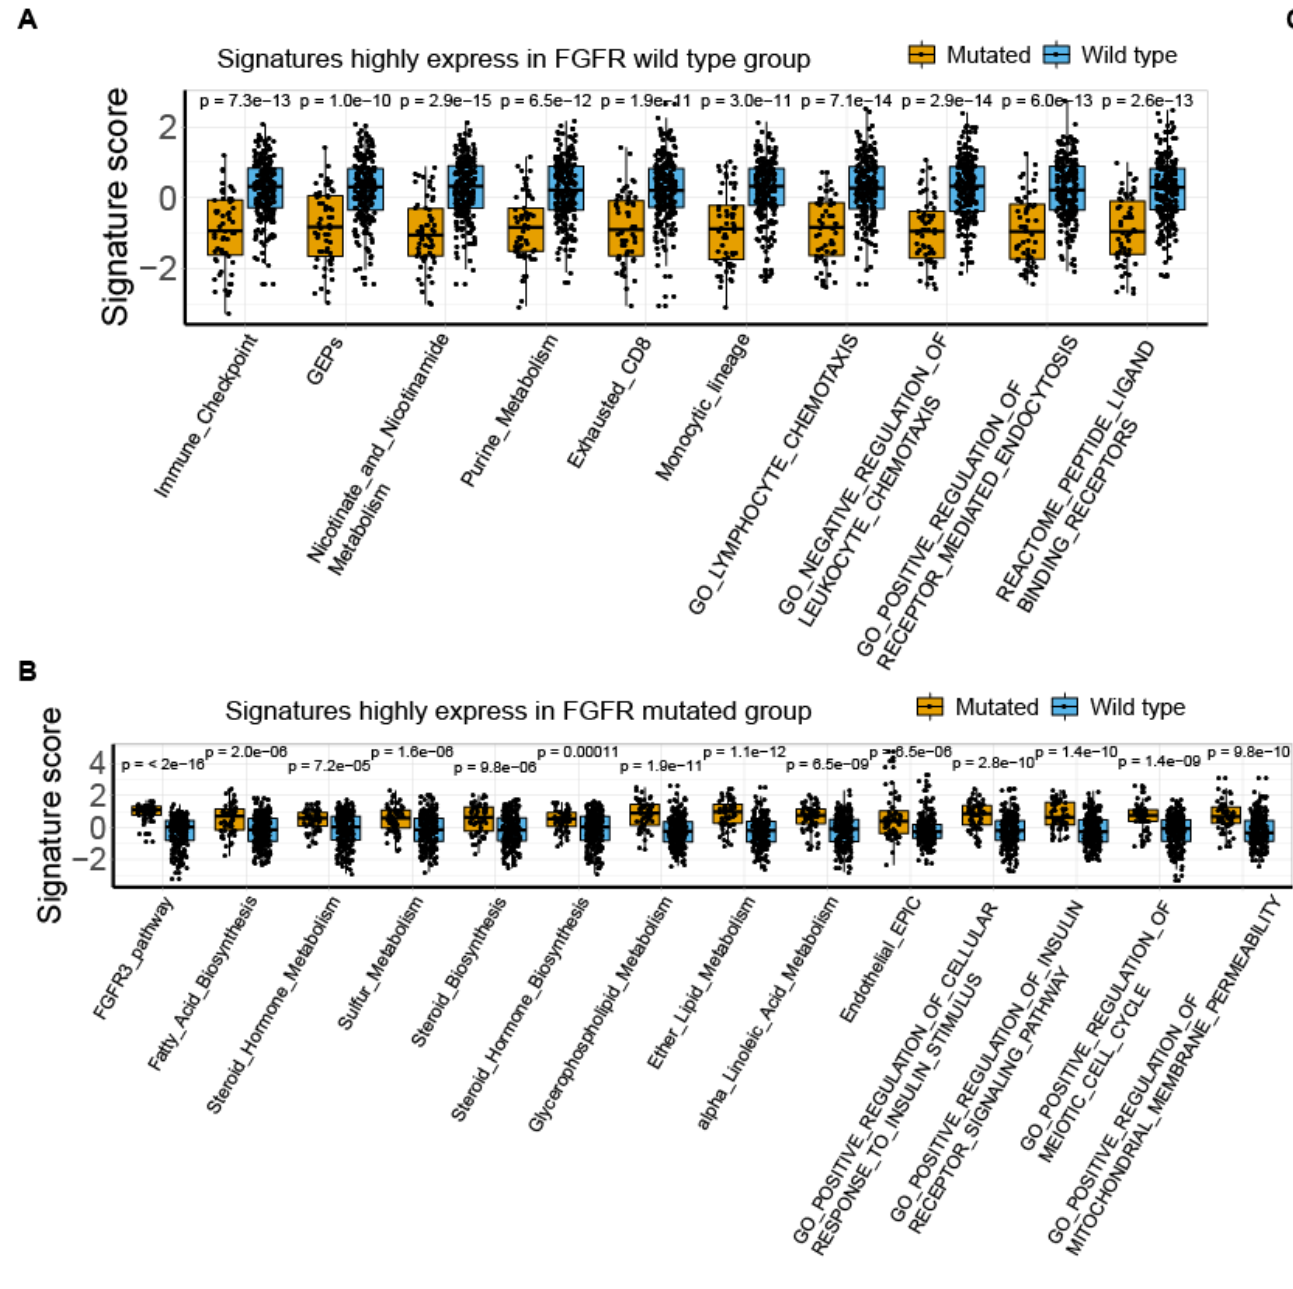 A
Signatures highly express in FGFR wild type group
Mutated
Wild type
Signature score
2
0
−2
p = 7.3e−13
p = 1.0e−10
p = 2.9e−15
p = 6.5e−12
p = 1.9e−11
p = 3.0e−11
p = 7.1e−14
p = 2.9e−14
p = 6.0e−13
p = 2.6e−13
Immune_Checkpoint
GEPs
Nicotinate_and_Nicotinamide
Metabolism
Purine_Metabolism
Exhausted_CD8
Monocytic_lineage
GO_LYMPHOCYTE_CHEMOTAXIS
GO_NEGATIVE_REGULATION_OF
LEUKOCYTE_CHEMOTAXIS
GO_POSITIVE_REGULATION_OF
RECEPTOR_MEDIATED_ENDOCYTOSIS
REACTOME_PEPTIDE_LIGAND
BINDING_RECEPTORS
B
Signatures highly express in FGFR mutated group
Mutated
Wild type
Signature score
4
2
0
−2
p = < 2e−16
p = 2.0e−06
p = 7.2e−05
p = 1.6e−06
p = 9.8e−06
p = 0.00011
p = 1.9e−11
p = 1.1e−12
p = 6.5e−09
p = 6.5e−06
p = 2.8e−10
p = 1.4e−10
p = 1.4e−09
p = 9.8e−10
FGFR3_pathway
Fatty_Acid_Biosynthesis
Steroid_Hormone_Metabolism
Sulfur_Metabolism
Steroid_Biosynthesis
Steroid_Hormone_Biosynthesis
Glycerophospholipid_Metabolism
Ether_Lipid_Metabolism
alpha_Linoleic_Acid_Metabolism
Endothelial_EPIC
GO_POSITIVE_REGULATION_OF_CELLULAR
RESPONSE_TO_INSULIN_STIMULUS
GO_POSITIVE_REGULATION_OF_INSULIN
RECEPTOR_SIGNALING_PATHWAY
GO_POSITIVE_REGULATION_OF
MEIOTIC_CELL_CYCLE
GO_POSITIVE_REGULATION_OF
MITOCHONDRIAL_MEMBRANE_PERMEABILITY